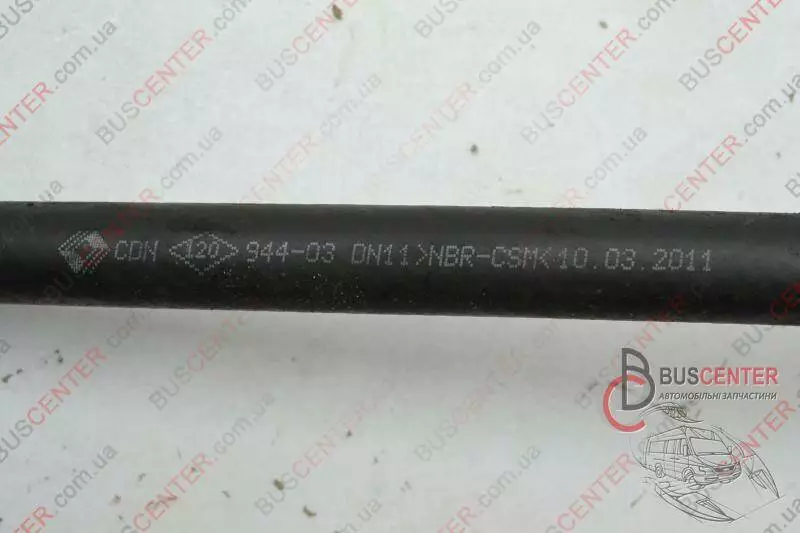 CDN <120> 944-03 DN11>NBR-CSM<10.03.2011
BUSCENTER
АВТОМОБІЛЬНІ ЗАПЧАСТИНИ
BUSCENTER.com.ua